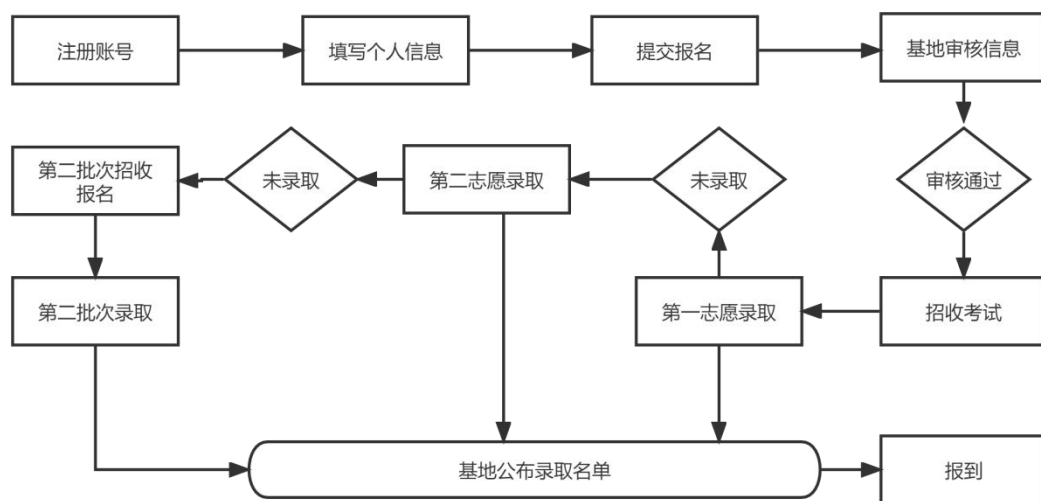 注册账号
填写个人信息
提交报名
基地审核信息
第二批次招收
报名
未录取
第二志愿录取
未录取
审核通过
第二批次录取
第一志愿录取
招收考试
基地公布录取名单
报到